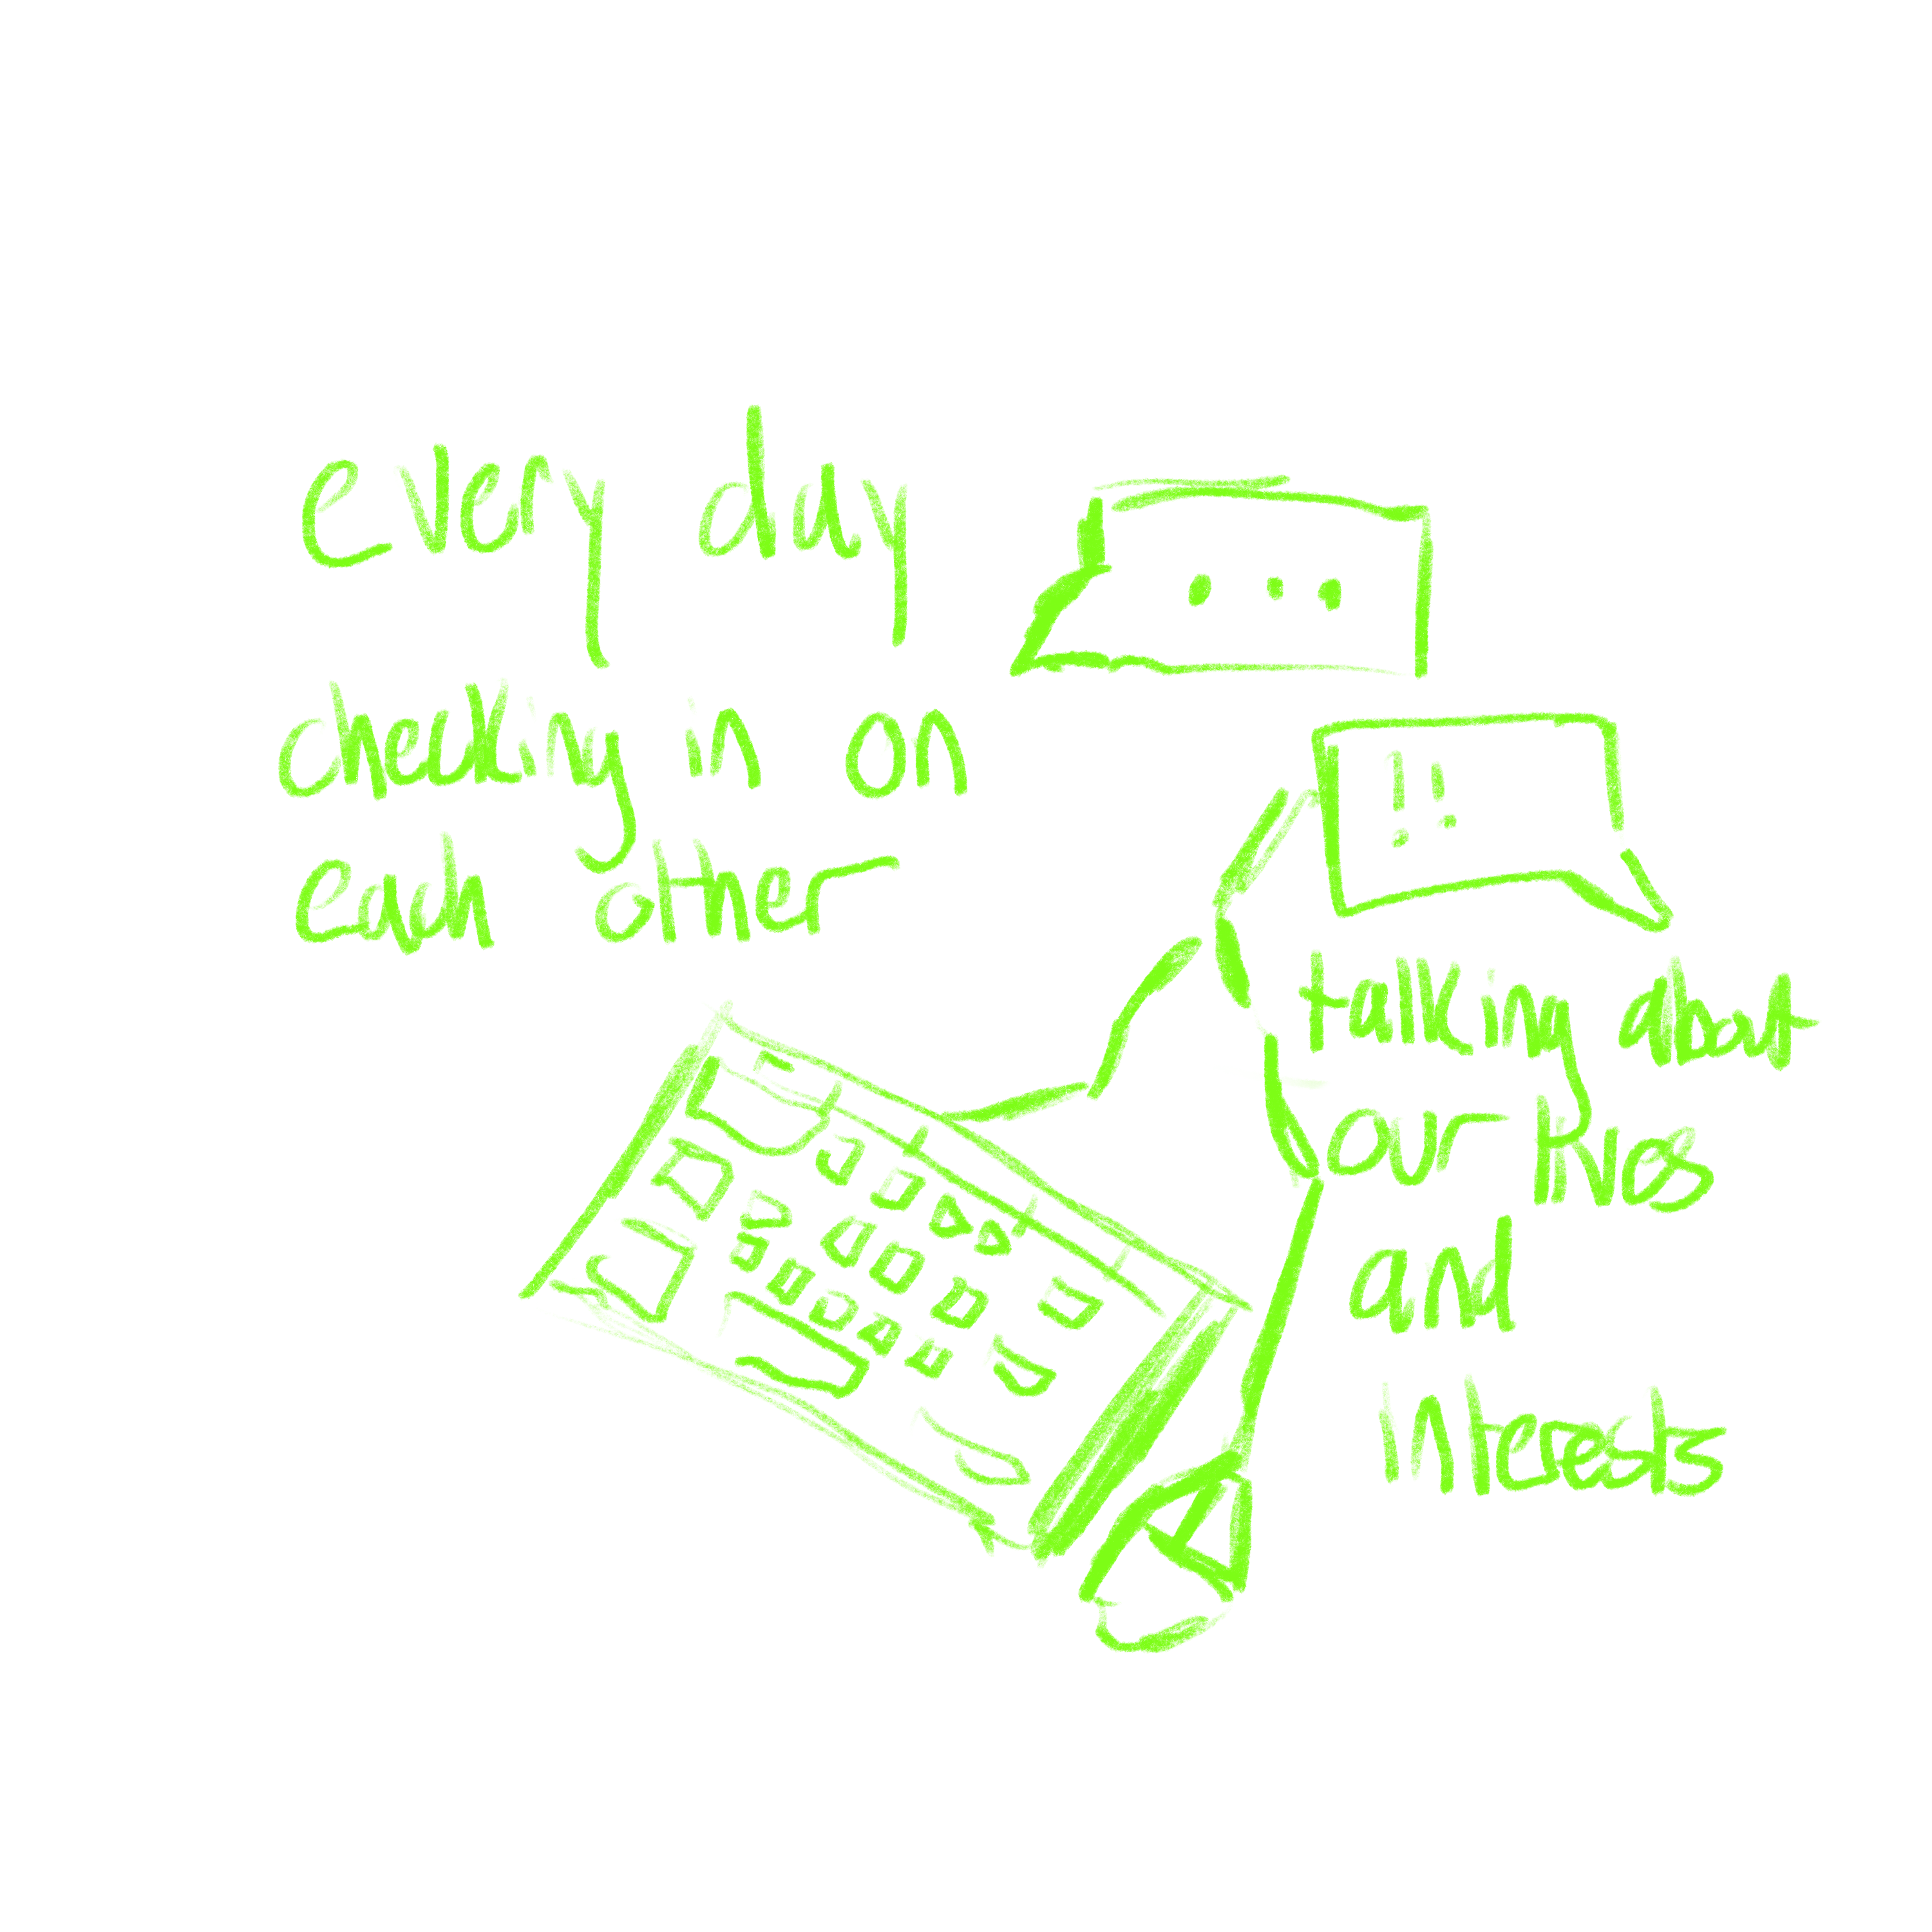 every day
checking in on
each other
...
!!
talking about
our lives
and
interests